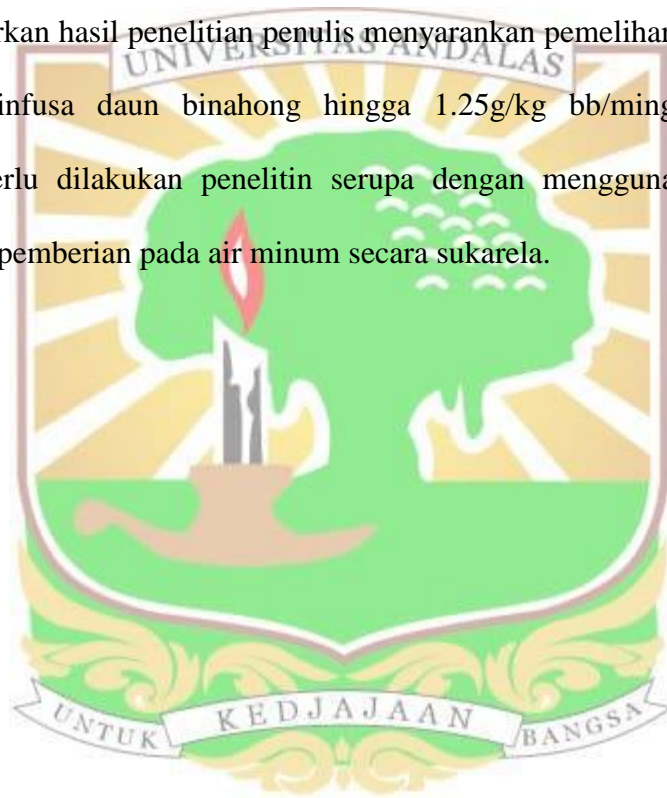 rkan hasil penelitian penulis menyarankan pemelihar
UNIVERSITAS ANDALAS
infusa daun binahong hingga 1.25g/kg bb/ming
erlu dilakukan penelitin serupa dengan mengguna
pemberian pada air minum secara sukarela.
UNTUK KEDJAJAAN BANGSA